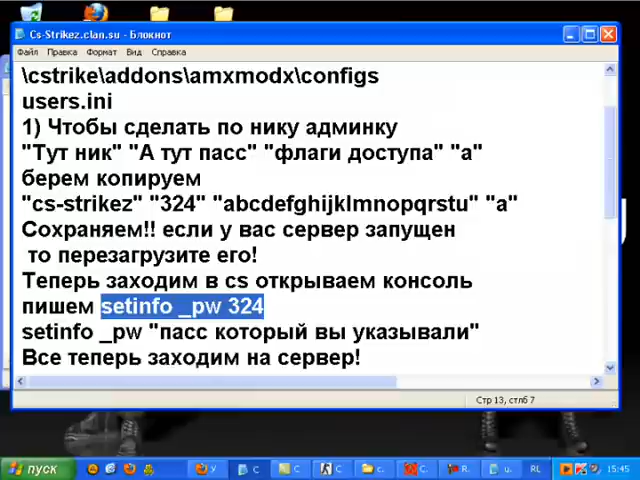 Cs-Strikez.clan.su - Блокнот
Файл Правка Формат Вид Справка
\cstrike\addons\amxmodx\configs
users.ini
1) Чтобы сделать по нику админку
"Тут ник" "А тут пасс" "флаги доступа" "a"
берем копируем
"cs-strikez" "324" "abcdefghijklmnopqrstu" "a"
Сохраняем!! если у вас сервер запущен
то перезагрузите его!
Теперь заходим в cs открываем консоль
пишем setinfo _pw 324
setinfo _pw "пасс который вы указывали"
Все теперь заходим на сервер!
Стр 13, стлб 7
пуск
RL
15:45